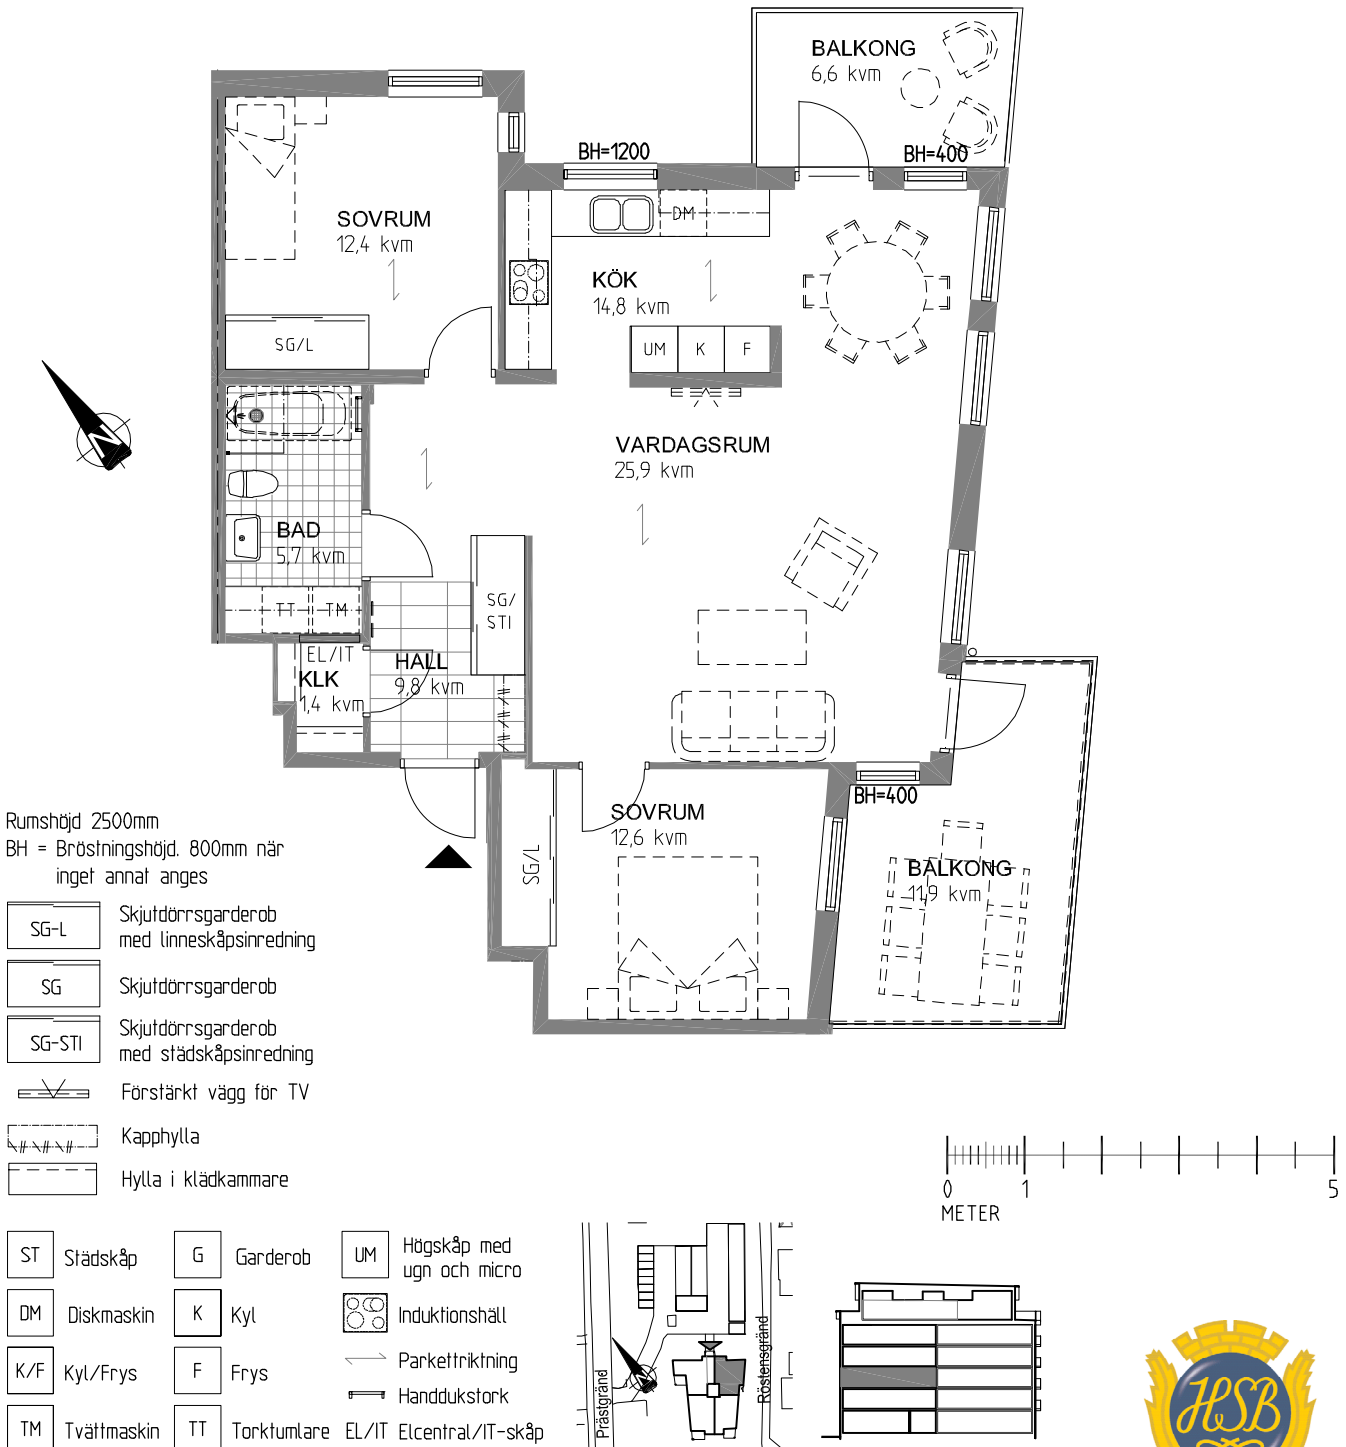 BALKONG
6,6 kvm
BH=1200
BH=400
DM
SOVRUM
12,4 kvm
KÖK
14,8 kvm
SG/L
UM
K
F
VARDAGSRUM
25,9 kvm
BAD
5,7 kvm
TT
TM
SG/
STI
EL/IT
HALL
9,8 kvm
KLK
1,4 kvm
N
BH=400
SOVRUM
12,6 kvm
SG/L
BALKONG
11,9 kvm
Rumshöjd 2500mm
BH = Bröstningshöjd. 800mm när
inget annat anges
SG-L
Skjutdörrsgarderob
med linneskåpsinredning
SG
Skjutdörrsgarderob
SG-STI
Skjutdörrsgarderob
med städskåpsinredning
Förstärkt vägg för TV
Kapphylla
Hylla i klädkammare
0
1
5
METER
ST
Städskåp
G
Garderob
UM
Högskåp med
ugn och micro
DM
Diskmaskin
K
Kyl
Induktionshäll
K/F
Kyl/Frys
F
Frys
Parkettriktning
Handdukstork
TM
Tvättmaskin
TT
Torktumlare
EL/IT
Elcentral/IT-skåp
Prästgränd
Röstensgränd
N
HSB